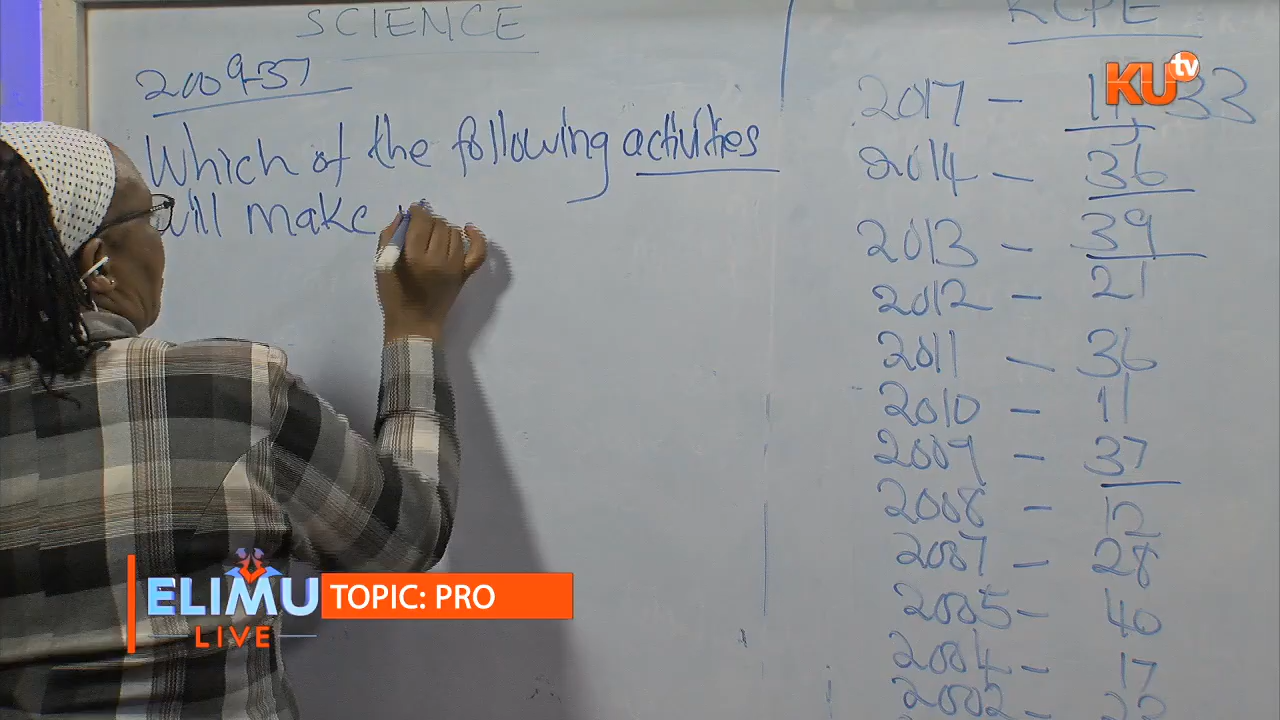 SCIENCE
2009-37
Which of the following activities
will make
KCPE
2017 - 17, 33
2014 - 36
2013 - 39
2012 - 21
2011 - 36
2010 - 11
2009 - 37
2008 - 12
2007 - 28
2005 - 40
2004 - 17
2002 -
KU tv
ELIMU
LIVE
TOPIC: PRO